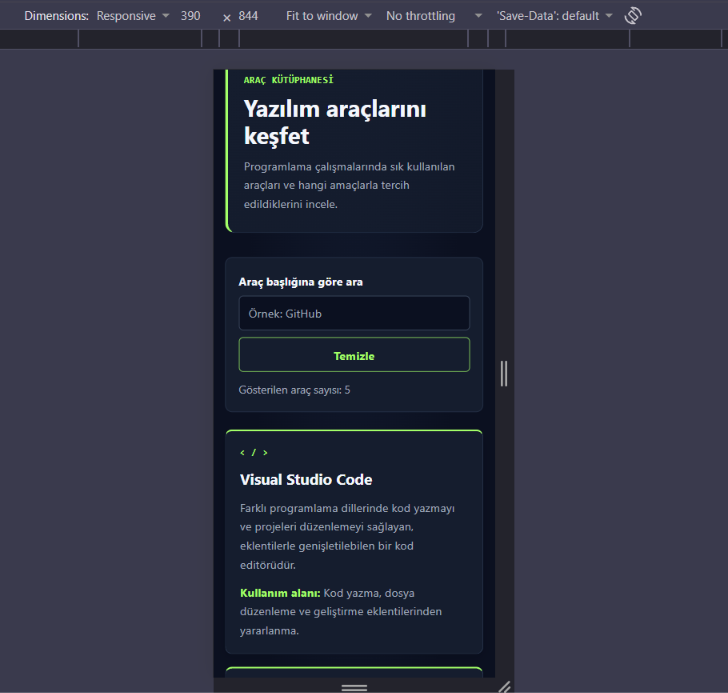 Dimensions: Responsive 390 × 844 Fit to window No throttling 'Save-Data': default
ARAÇ KÜTÜPHANESİ
Yazılım araçlarını
keşfet
Programlama çalışmalarında sık kullanılan
araçları ve hangi amaçlarla tercih
edildiklerini incele.
Araç başlığına göre ara
Örnek: GitHub
Temizle
Gösterilen araç sayısı: 5
< / >
Visual Studio Code
Farklı programlama dillerinde kod yazmayı
ve projeleri düzenlemeyi sağlayan,
eklentilerle genişletilebilen bir kod
editörüdür.
Kullanım alanı: Kod yazma, dosya
düzenleme ve geliştirme eklentilerinden
yararlanma.